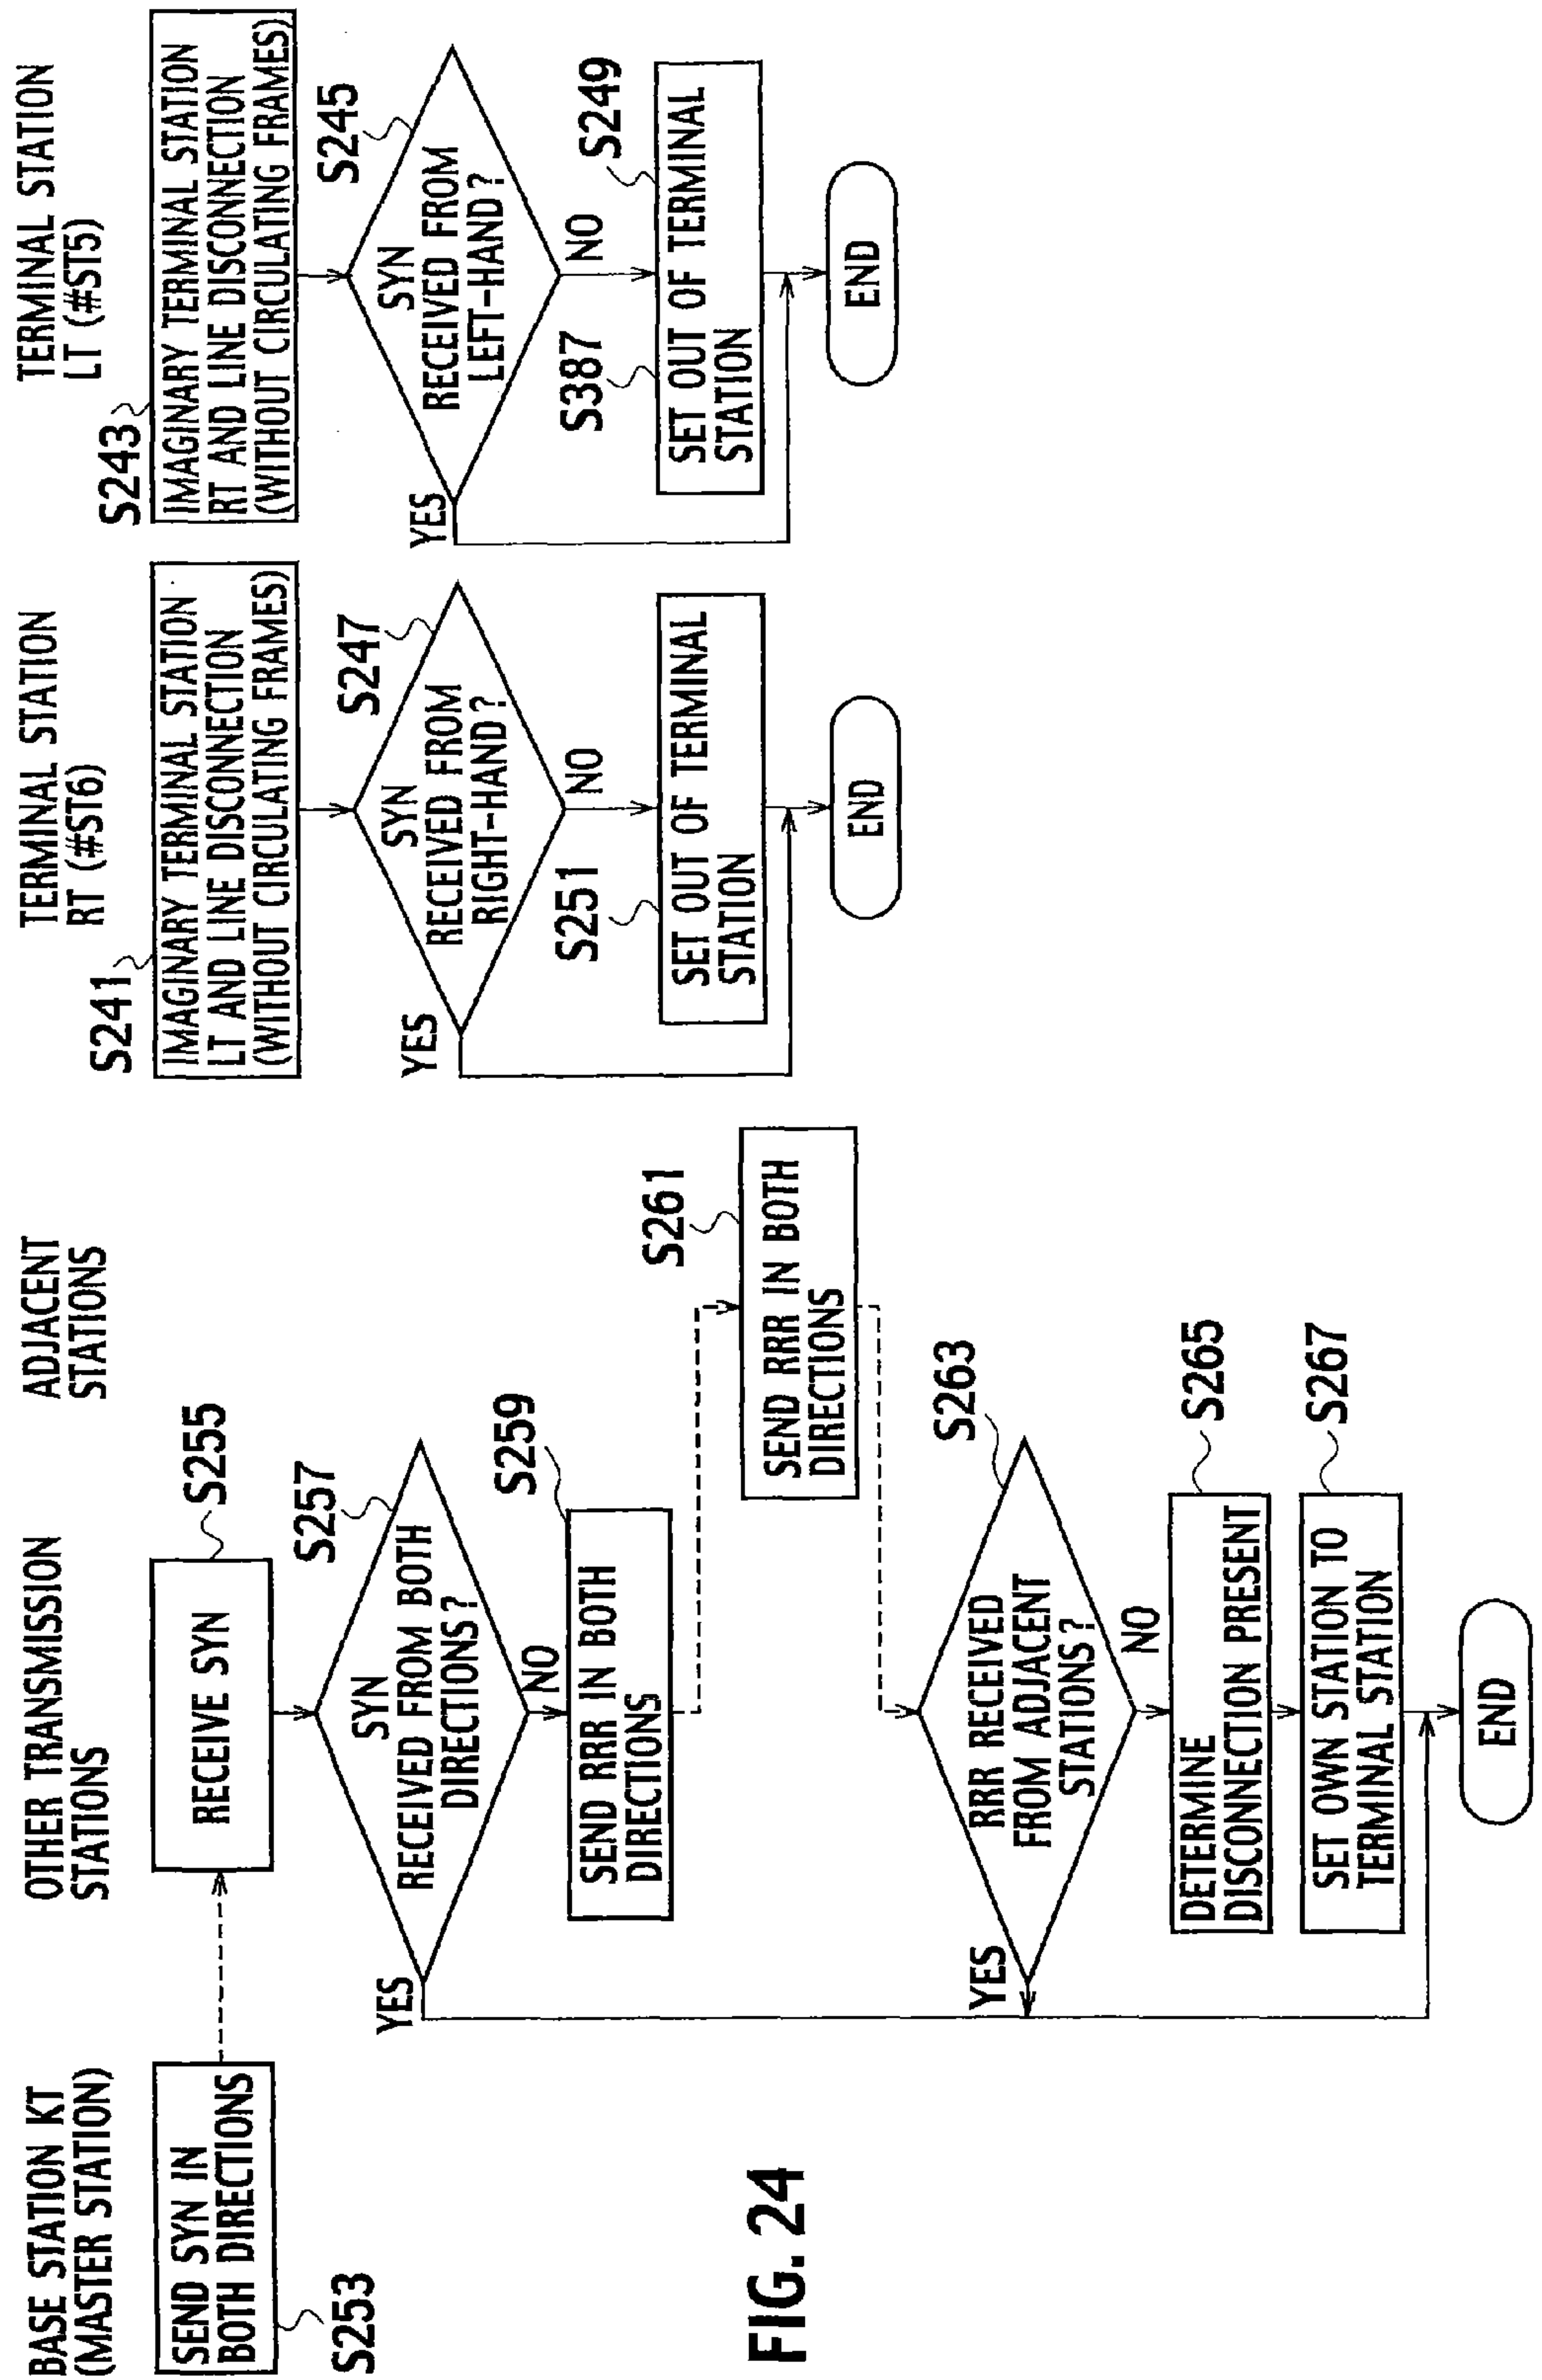 BASE STATION KT
(MASTER STATION)
SEND SYN IN
BOTH DIRECTIONS
S253
OTHER TRANSMISSION
STATIONS
RECEIVE SYN
S255
SYN
RECEIVED FROM BOTH
DIRECTIONS?
S257
YES
NO
SEND RRR IN BOTH
DIRECTIONS
S259
ADJACENT
STATIONS
SEND RRR IN BOTH
DIRECTIONS
S261
RRR RECEIVED
FROM ADJACENT
STATIONS?
S263
YES
NO
DETERMINE
DISCONNECTION PRESENT
S265
SET OWN STATION TO
TERMINAL STATION
S267
END
TERMINAL STATION
RT (#ST6)
S241
IMAGINARY TERMINAL STATION
LT AND LINE DISCONNECTION
(WITHOUT CIRCULATING FRAMES)
SYN
RECEIVED FROM
RIGHT-HAND?
S247
YES
NO
S251
SET OUT OF TERMINAL
STATION
END
TERMINAL STATION
LT (#ST5)
S243
IMAGINARY TERMINAL STATION
RT AND LINE DISCONNECTION
(WITHOUT CIRCULATING FRAMES)
SYN
RECEIVED FROM
LEFT-HAND?
S245
YES
NO
S387
S249
SET OUT OF TERMINAL
STATION
END
FIG. 24